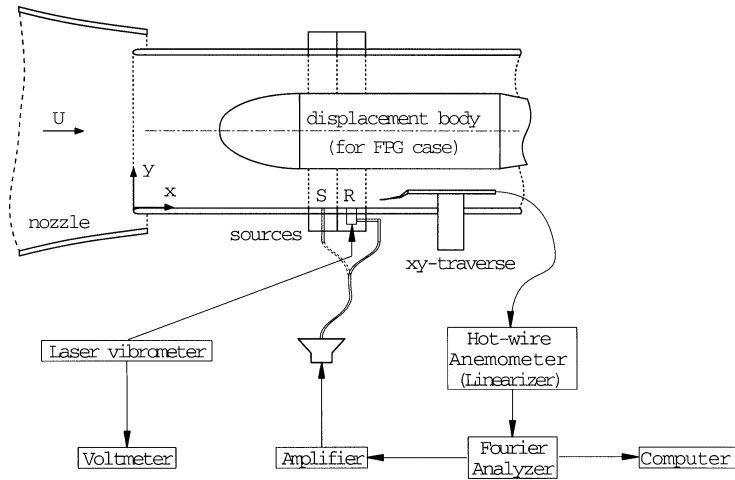 displacement body
U
(for FPG case)
y
x
S R
nozzle
sources
xy-traverse
Laser vibrometer
Hot-wire
Anemometer
(Linearizer)
Voltmeter
Amplifier
Fourier
Analyzer
Computer